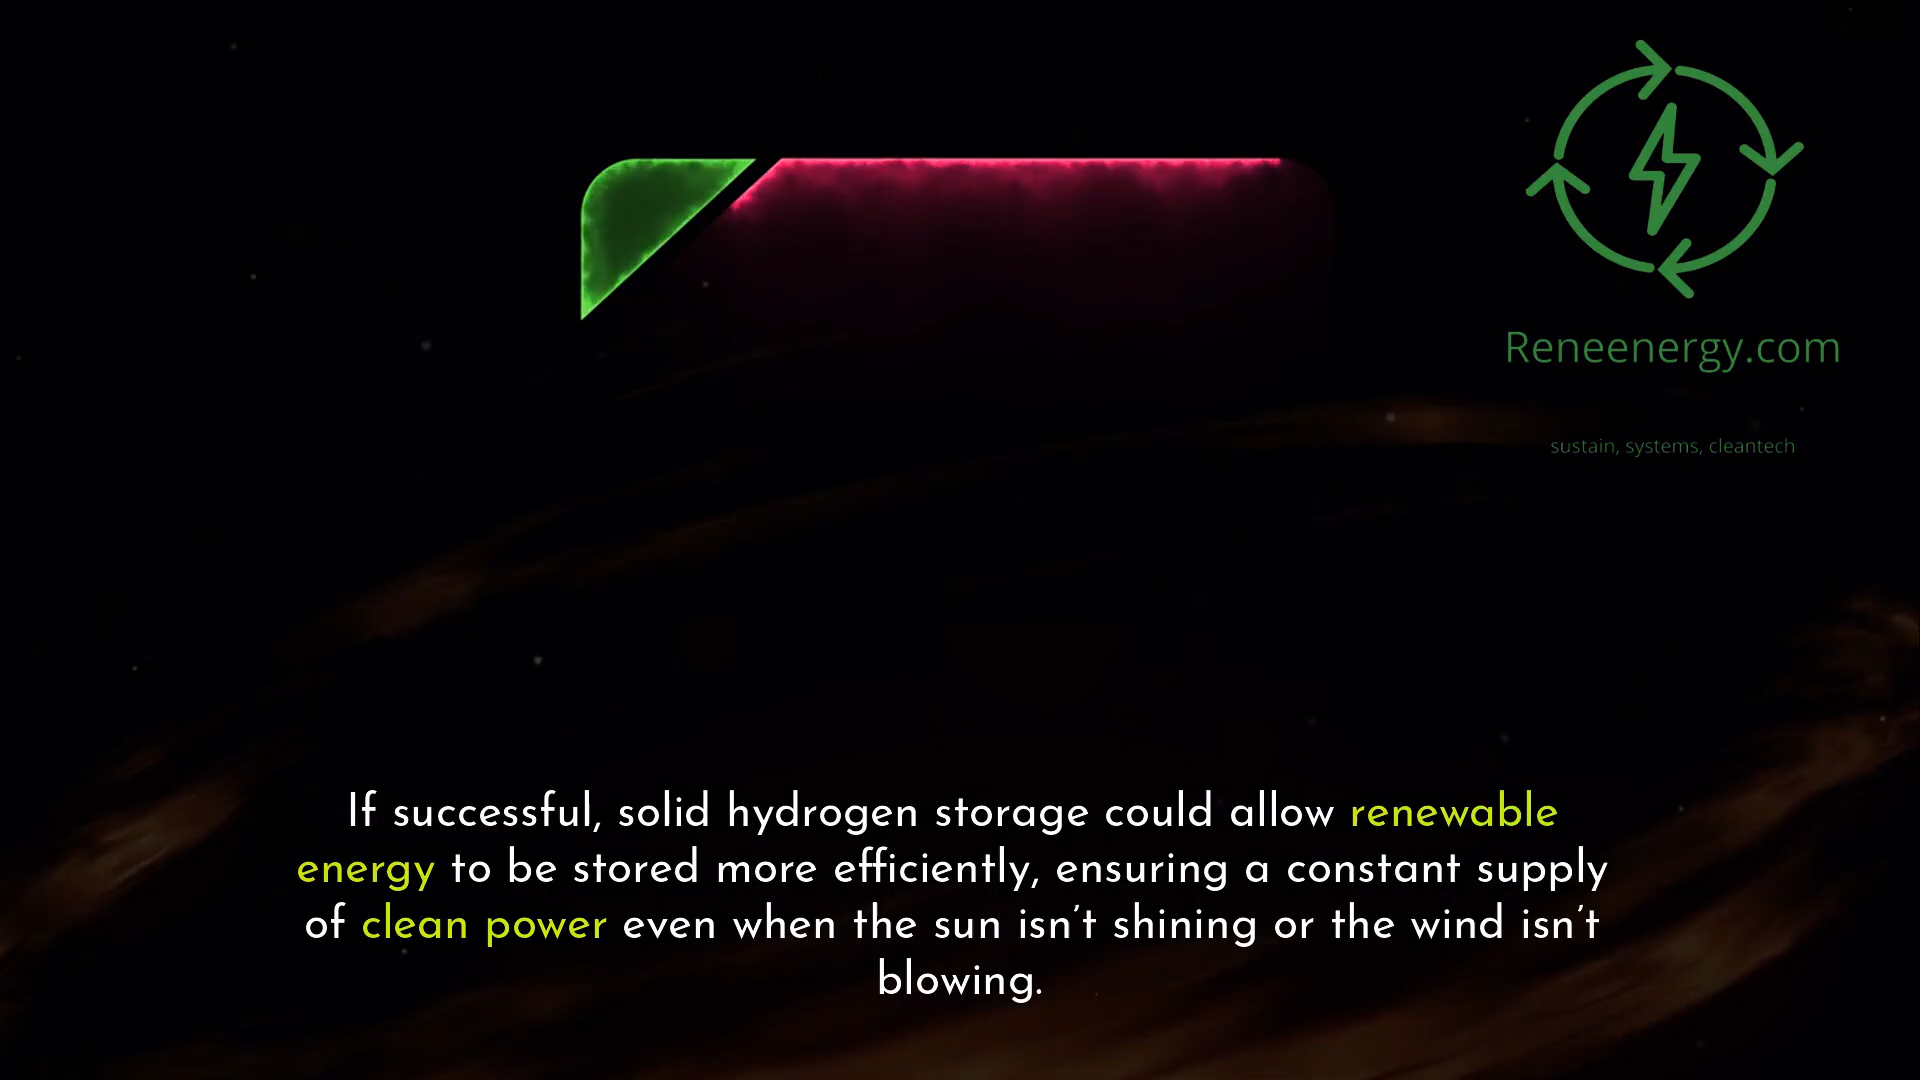 Reneenergy.com
sustain, systems, cleantech
If successful, solid hydrogen storage could allow renewable
energy to be stored more efficiently, ensuring a constant supply
of clean power even when the sun isn’t shining or the wind isn’t
blowing.